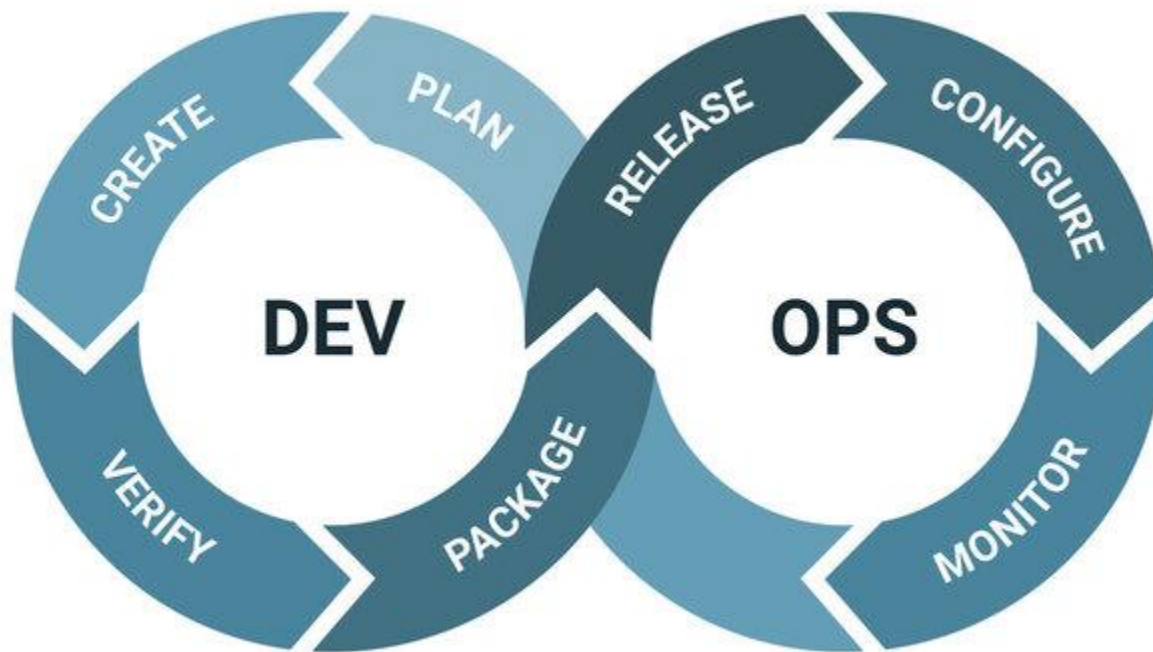 PLAN
CREATE
VERIFY
PACKAGE
RELEASE
CONFIGURE
MONITOR
DEV
OPS